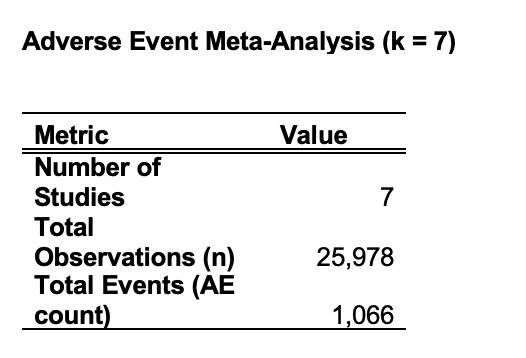 Adverse Event Meta-Analysis (k = 7)
Metric Value
Number of
Studies 7
Total
Observations (n) 25,978
Total Events (AE
count) 1,066